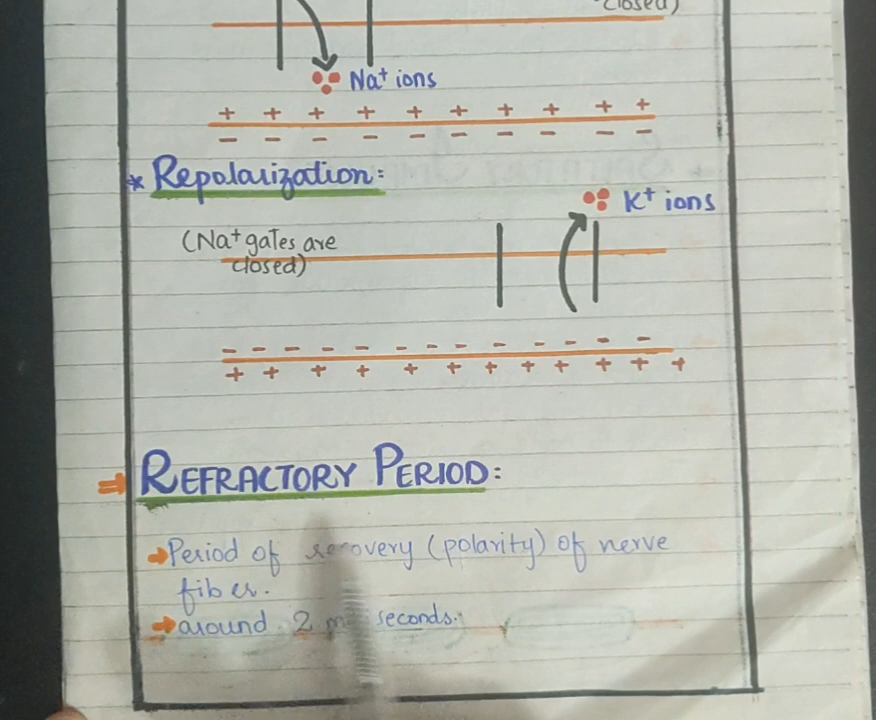 closed)
Na+ ions
+ + + + + + + + + +
- - - - - - - - - -
* Repolarization:
K+ ions
(Na+ gates are
closed)
- - - - - - - - - - - - -
+ + + + + + + + + + +
⇒ REFRACTORY PERIOD:
→ Period of recovery (polarity) of nerve
fiber.
→ around 2 seconds.